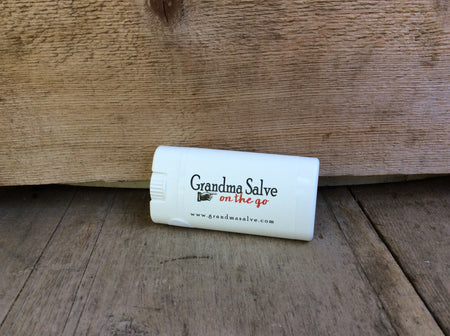 Grandma Salve
on the go
www.grandmasalve.com